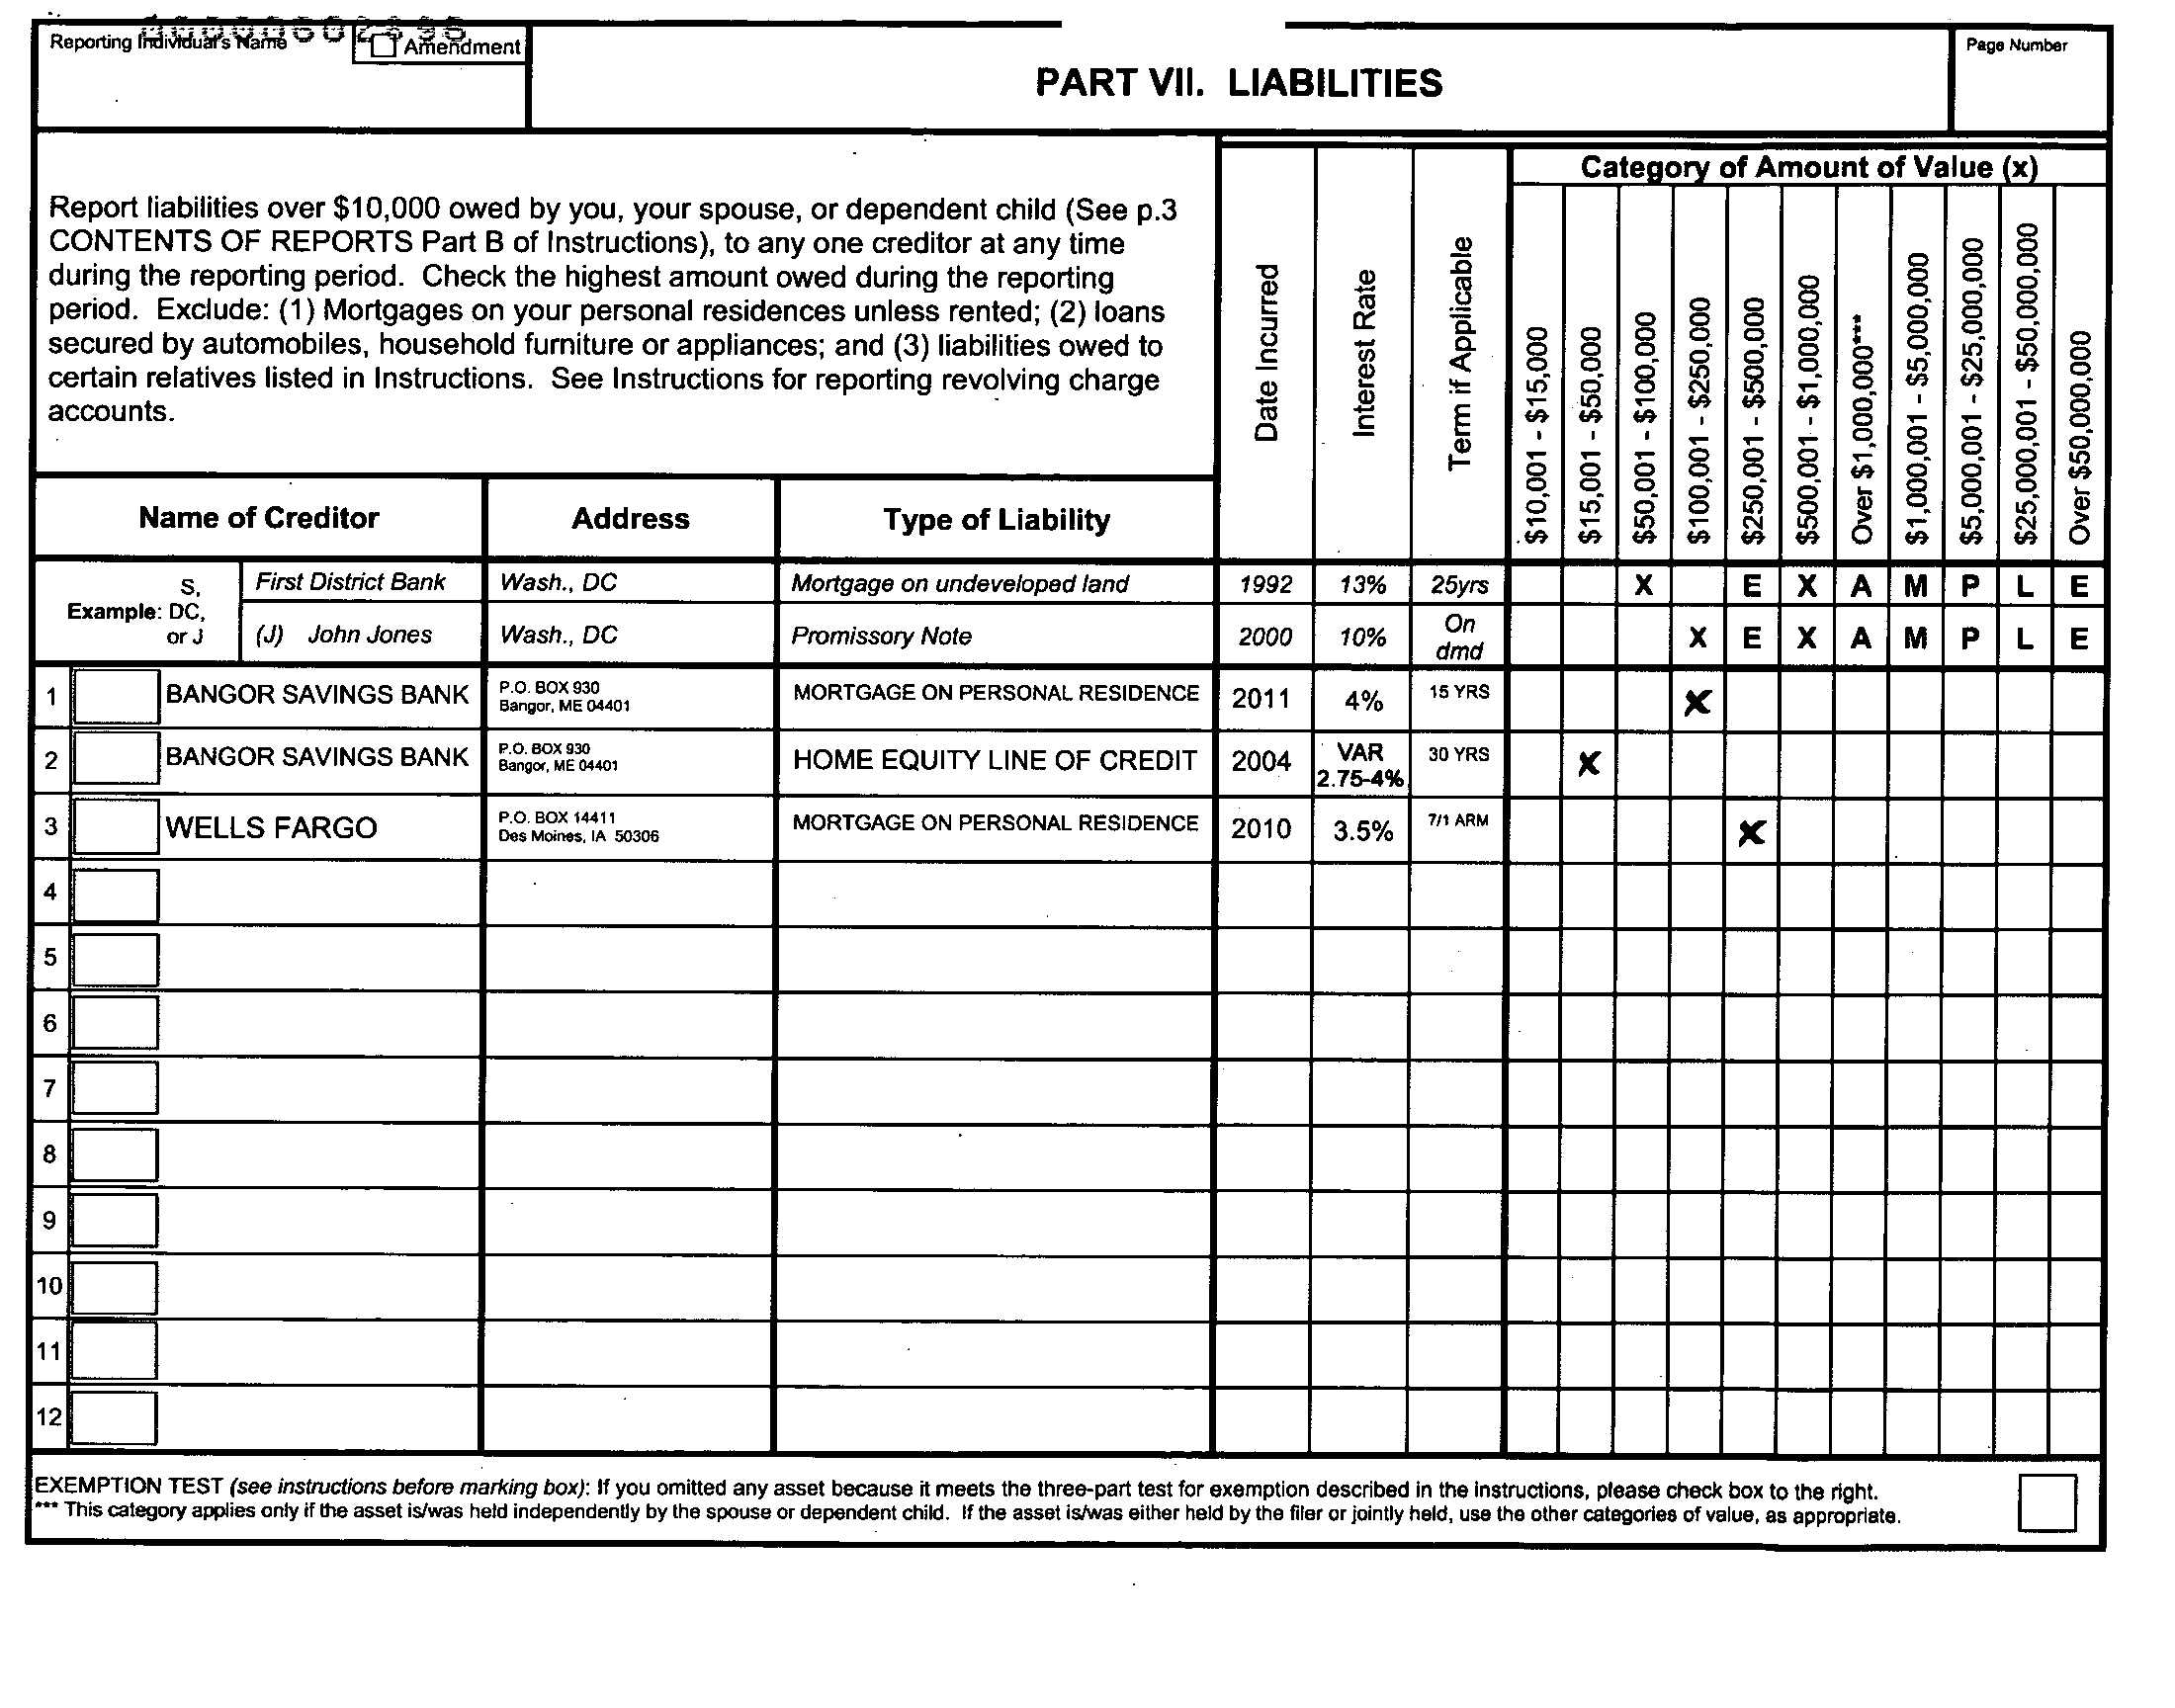 Reporting Individual's Name
Amendment
PART VII. LIABILITIES
Page Number
Report liabilities over $10,000 owed by you, your spouse, or dependent child (See p.3
CONTENTS OF REPORTS Part B of Instructions), to any one creditor at any time
during the reporting period. Check the highest amount owed during the reporting
period. Exclude: (1) Mortgages on your personal residences unless rented; (2) loans
secured by automobiles, household furniture or appliances; and (3) liabilities owed to
certain relatives listed in Instructions. See Instructions for reporting revolving charge
accounts.
Date Incurred
Interest Rate
Term if Applicable
Category of Amount of Value (x)
$10,001 - $15,000
$15,001 - $50,000
$50,001 - $100,000
$100,001 - $250,000
$250,001 - $500,000
$500,001 - $1,000,000
Over $1,000,000***
$1,000,001 - $5,000,000
$5,000,001 - $25,000,000
$25,000,001 - $50,000,000
Over $50,000,000
Name of Creditor Address Type of Liability
Example: S, DC, or J
First District Bank Wash., DC Mortgage on undeveloped land 1992 13% 25yrs X E X A M P L E
(J) John Jones Wash., DC Promissory Note 2000 10% On dmd X E X A M P L E
1 BANGOR SAVINGS BANK P.O. BOX 930 Bangor, ME 04401 MORTGAGE ON PERSONAL RESIDENCE 2011 4% 15 YRS X
2 BANGOR SAVINGS BANK P.O. BOX 930 Bangor, ME 04401 HOME EQUITY LINE OF CREDIT 2004 VAR 2.75-4% 30 YRS X
3 WELLS FARGO P.O. BOX 14411 Des Moines, IA 50306 MORTGAGE ON PERSONAL RESIDENCE 2010 3.5% 7/1 ARM X
4
5
6
7
8
9
10
11
12
EXEMPTION TEST (see instructions before marking box): If you omitted any asset because it meets the three-part test for exemption described in the instructions, please check box to the right.
*** This category applies only if the asset is/was held independently by the spouse or dependent child. If the asset is/was either held by the filer or jointly held, use the other categories of value, as appropriate.